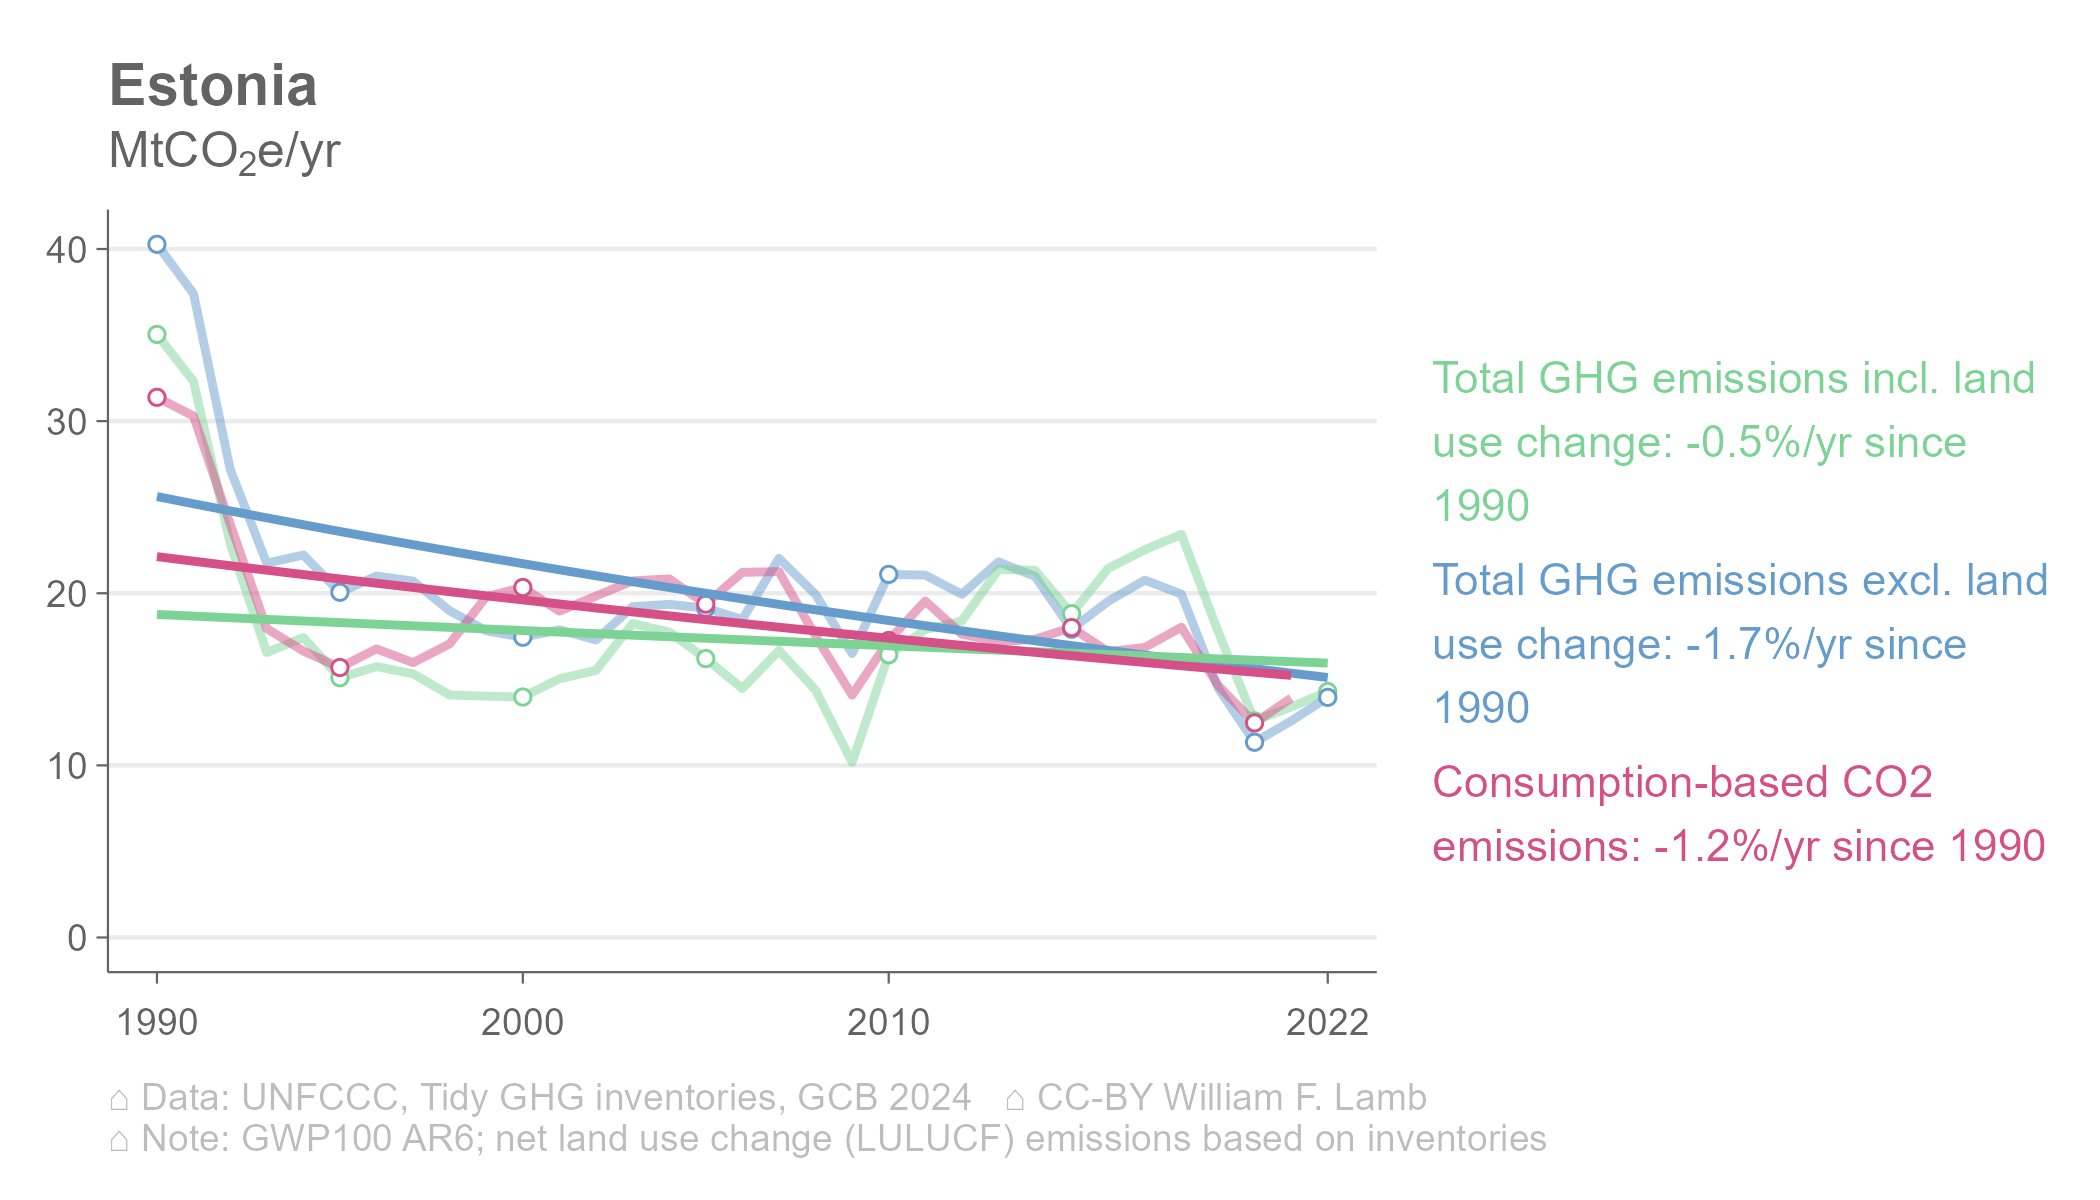 Estonia
MtCO₂e/yr
40
30
20
10
0
1990
2000
2010
2022
Total GHG emissions incl. land
use change: -0.5%/yr since
1990
Total GHG emissions excl. land
use change: -1.7%/yr since
1990
Consumption-based CO2
emissions: -1.2%/yr since 1990
⌂ Data: UNFCCC, Tidy GHG inventories, GCB 2024 ⌂ CC-BY William F. Lamb
⌂ Note: GWP100 AR6; net land use change (LULUCF) emissions based on inventories